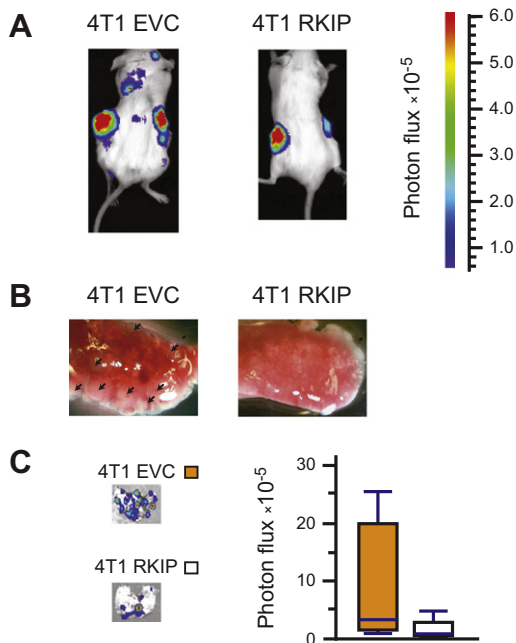 A
4T1 EVC
4T1 RKIP
Photon flux ×10-5
6.0
5.0
4.0
3.0
2.0
1.0
B
4T1 EVC
4T1 RKIP
C
4T1 EVC
4T1 RKIP
Photon flux ×10-5
30
20
10
0